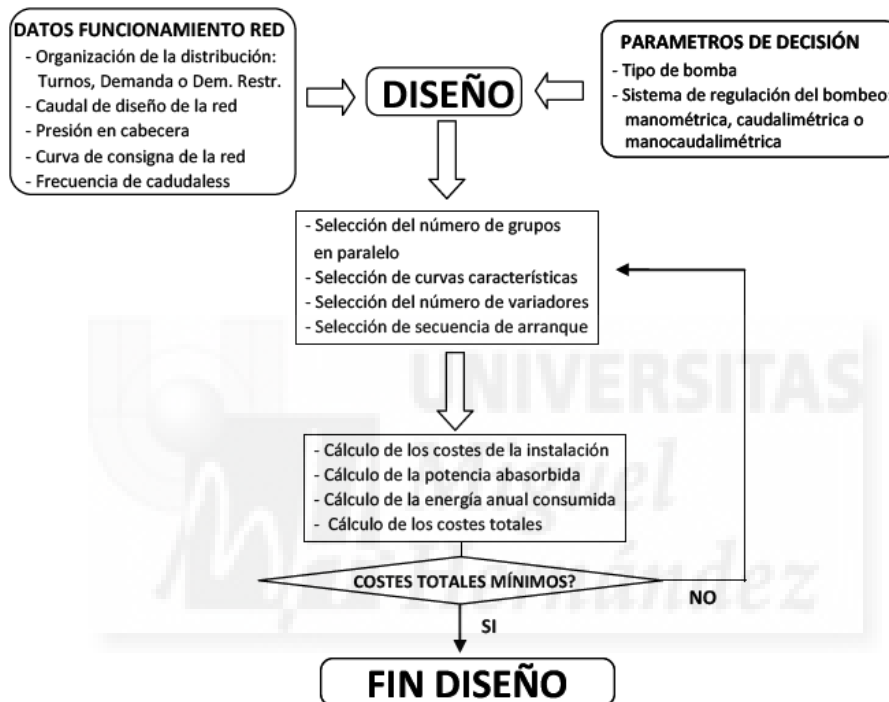 DATOS FUNCIONAMIENTO RED
- Organización de la distribución:
Turnos, Demanda o Dem. Restr.
- Caudal de diseño de la red
- Presión en cabecera
- Curva de consigna de la red
- Frecuencia de cadudaless
DISEÑO
PARAMETROS DE DECISIÓN
- Tipo de bomba
- Sistema de regulación del bombeo:
manométrica, caudalimétrica o
manocaudalimétrica
- Selección del número de grupos
en paralelo
- Selección de curvas características
- Selección del número de variadores
- Selección de secuencia de arranque
UNIVERSITAS
Miguel
Hernández
- Cálculo de los costes de la instalación
- Cálculo de la potencia abasorbida
- Cálculo de la energía anual consumida
- Cálculo de los costes totales
COSTES TOTALES MÍNIMOS?
NO
SI
FIN DISEÑO